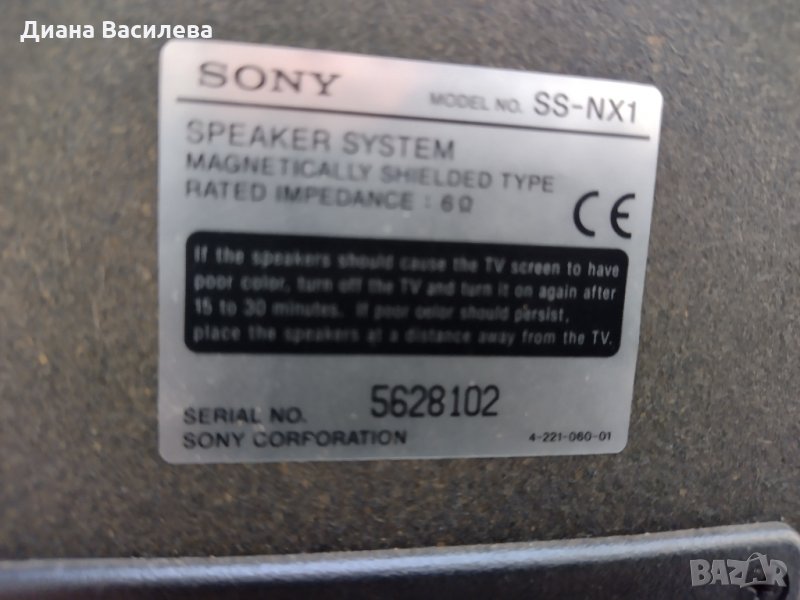 Диана Василева
SONY MODEL NO. SS-NX1
SPEAKER SYSTEM
MAGNETICALLY SHIELDED TYPE
RATED IMPEDANCE : 6Ω
CE
If the speakers should cause the TV screen to have
poor color, turn off the TV and turn it on again after
15 to 30 minutes. If poor color should persist,
place the speakers at a distance away from the TV.
SERIAL NO. 5628102
SONY CORPORATION 4-221-060-01
BAZAR